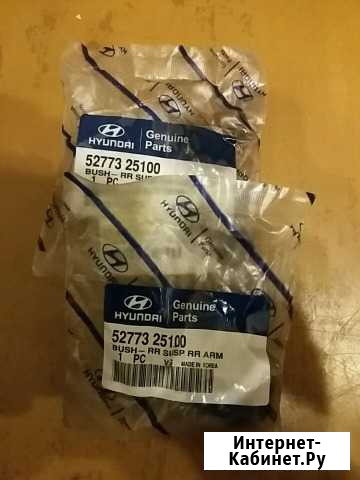 HYUNDAI
Genuine
Parts
52773 25100
BUSH- RR SUSP
1 PC
HYUNDAI
Genuine
Parts
52773 25100
BUSH- RR SUSP RR ARM
1 PC MADE IN KOREA
Интернет-
Кабинет.Ру